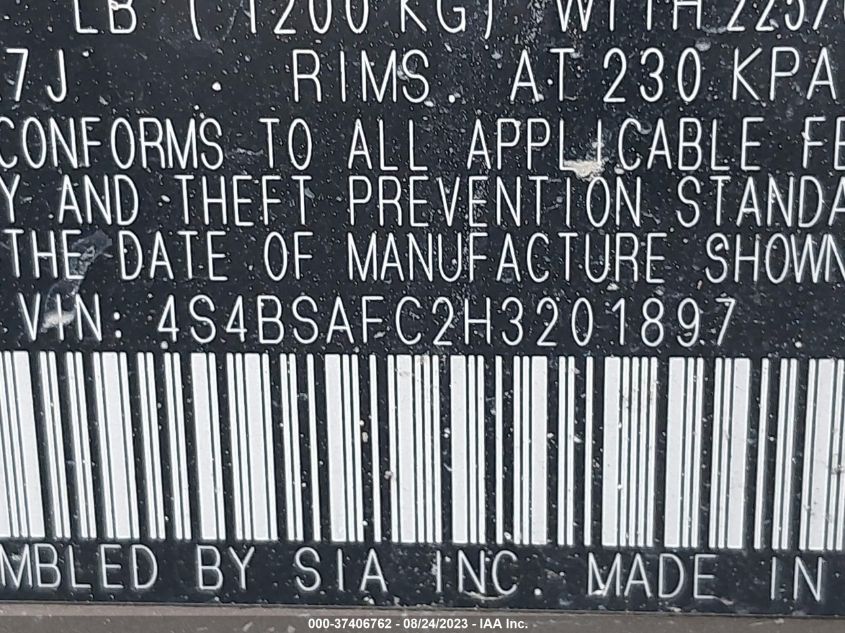 LB ( 1200 KG) WITH 225/
7J RIMS. AT 230 KPA
CONFORMS TO ALL APPLICABLE FE
Y AND THEFT PREVENTION STANDA
THE DATE OF MANUFACTURE SHOWN
VIN: 4S4BSAFC2H3201897
MBLED BY SIA INC. MADE IN
000-37406762 - 08/24/2023 - IAA Inc.